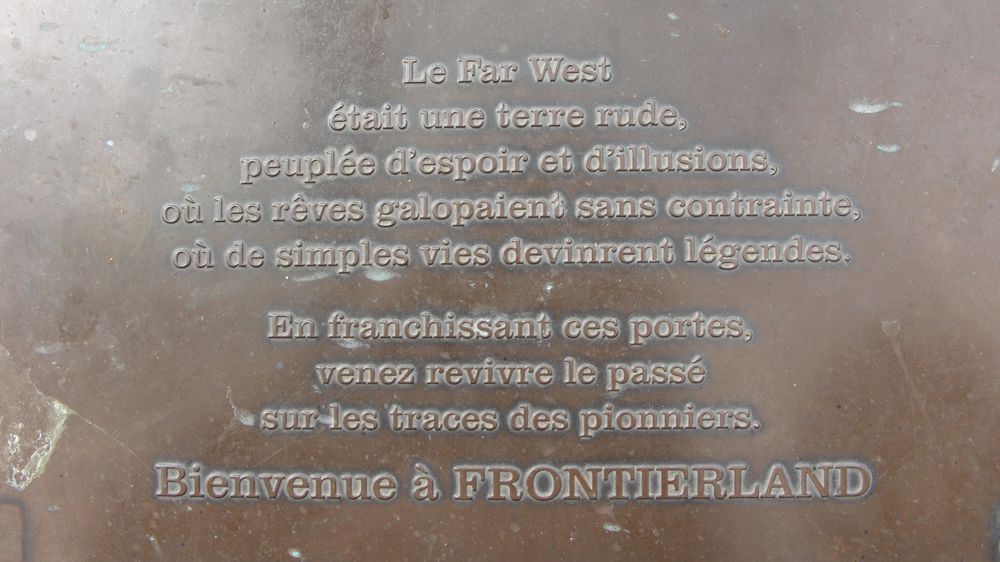 Le Far West
était une terre rude,
peuplée d'espoir et d'illusions,
où les rêves galopaient sans contrainte,
où de simples vies devinrent légendes.
En franchissant ces portes,
venez revivre le passé
sur les traces des pionniers.
Bienvenue à FRONTIERLAND